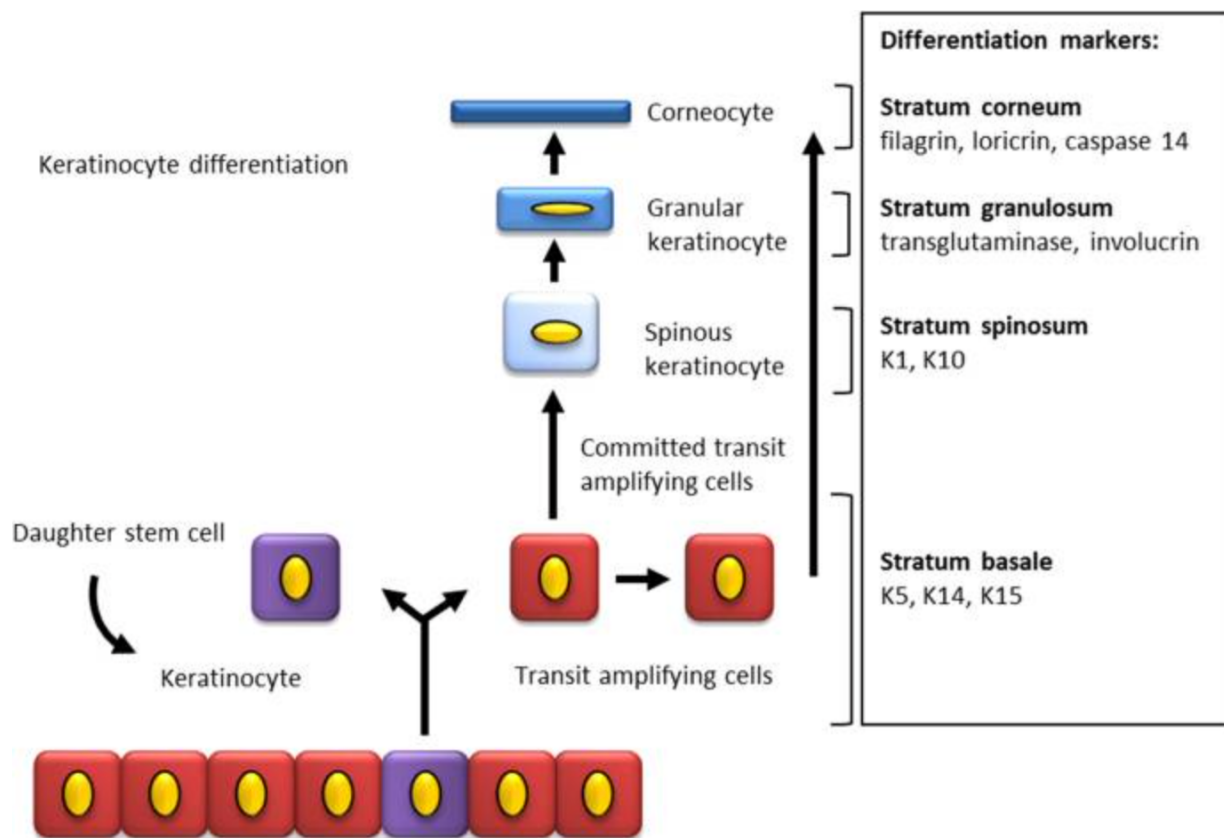 Keratinocyte differentiation
Corneocyte
Granular
keratinocyte
Spinous
keratinocyte
Committed transit
amplifying cells
Daughter stem cell
Keratinocyte
Transit amplifying cells
Differentiation markers:
Stratum corneum
filagrin, loricrin, caspase 14
Stratum granulosum
transglutaminase, involucrin
Stratum spinosum
K1, K10
Stratum basale
K5, K14, K15